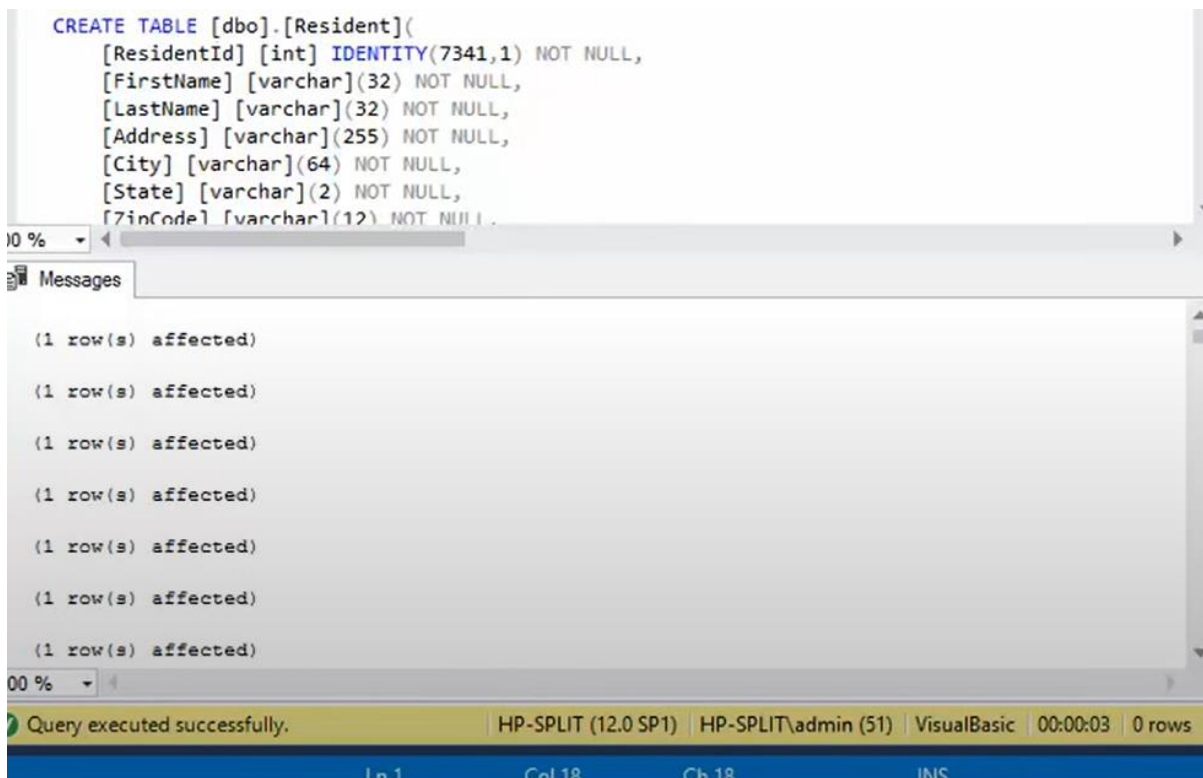 CREATE TABLE [dbo].[Resident](
[ResidentId] [int] IDENTITY(7341,1) NOT NULL,
[FirstName] [varchar](32) NOT NULL,
[LastName] [varchar](32) NOT NULL,
[Address] [varchar](255) NOT NULL,
[City] [varchar](64) NOT NULL,
[State] [varchar](2) NOT NULL,
[ZipCode] [varchar](12) NOT NULL,
00 %
Messages
(1 row(s) affected)
(1 row(s) affected)
(1 row(s) affected)
(1 row(s) affected)
(1 row(s) affected)
(1 row(s) affected)
(1 row(s) affected)
00 %
Query executed successfully. HP-SPLIT (12.0 SP1) HP-SPLIT\admin (51) VisualBasic 00:00:03 0 rows
Ln 1 Col 18 Ch 18 INS